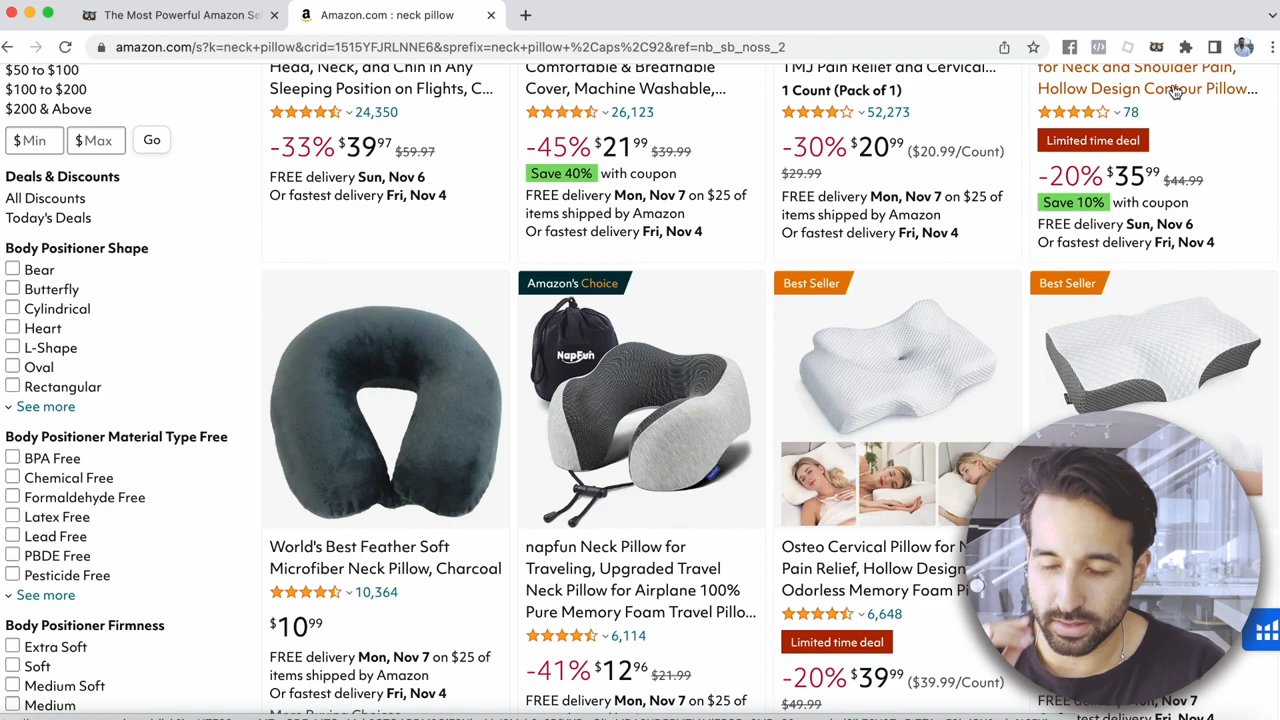 The Most Powerful Amazon Se
Amazon.com : neck pillow
amazon.com/s?k=neck+pillow&crid=1515YFJRLNNE6&sprefix=neck+pillow+%2Caps%2C92&ref=nb_sb_noss_2
$50 to $100
$100 to $200
$200 & Above
$ Min
$ Max
Go
Deals & Discounts
All Discounts
Today's Deals
Body Positioner Shape
Bear
Butterfly
Cylindrical
Heart
L-Shape
Oval
Rectangular
See more
Body Positioner Material Type Free
BPA Free
Chemical Free
Formaldehyde Free
Latex Free
Lead Free
PBDE Free
Pesticide Free
See more
Body Positioner Firmness
Extra Soft
Soft
Medium Soft
Medium
Head, Neck, and Chin in Any
Sleeping Position on Flights, C...
24,350
-33% $39 97 $59.97
FREE delivery Sun, Nov 6
Or fastest delivery Fri, Nov 4
Comfortable & Breathable
Cover, Machine Washable,...
26,123
-45% $21 99 $39.99
Save 40% with coupon
FREE delivery Mon, Nov 7 on $25 of
items shipped by Amazon
Or fastest delivery Fri, Nov 4
TMJ Pain Relief and Cervical...
1 Count (Pack of 1)
52,273
-30% $20 99 ($20.99/Count)
$29.99
FREE delivery Mon, Nov 7 on $25 of
items shipped by Amazon
Or fastest delivery Fri, Nov 4
for Neck and Shoulder Pain,
Hollow Design Contour Pillow...
78
Limited time deal
-20% $35 99 $44.99
Save 10% with coupon
FREE delivery Sun, Nov 6
Or fastest delivery Fri, Nov 4
World's Best Feather Soft
Microfiber Neck Pillow, Charcoal
10,364
$10 99
FREE delivery Mon, Nov 7 on $25 of
items shipped by Amazon
Or fastest delivery Fri, Nov 4
More Buying Choices
Amazon's Choice
NapFun
napfun Neck Pillow for
Traveling, Upgraded Travel
Neck Pillow for Airplane 100%
Pure Memory Foam Travel Pillo...
6,114
-41% $12 96 $21.99
FREE delivery Mon, Nov 7 on $25 of
Best Seller
Osteo Cervical Pillow for N
Pain Relief, Hollow Design
Odorless Memory Foam Pi
6,648
Limited time deal
-20% $39 99 ($39.99/Count)
$49.99
Best Seller
Nov 7